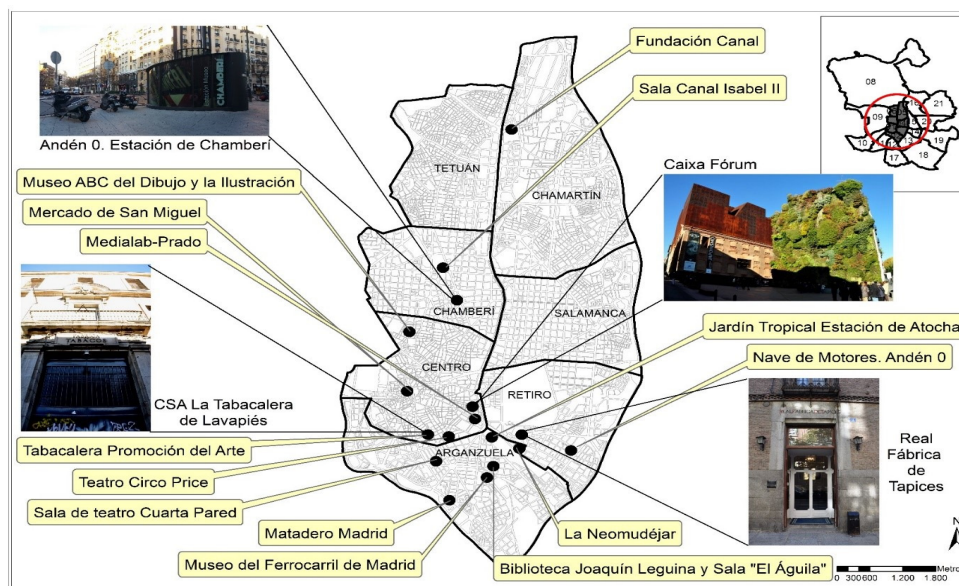 Fundación Canal
Sala Canal Isabel II
Andén 0. Estación de Chamberí
CHAMBERÍ
Museo ABC del Dibujo y la Ilustración
Mercado de San Miguel
Medialab-Prado
TABACOS
CSA La Tabacalera
de Lavapiés
Tabacalera Promoción del Arte
Teatro Circo Price
Sala de teatro Cuarta Pared
Matadero Madrid
Museo del Ferrocarril de Madrid
TETUÁN
CHAMARTÍN
CHAMBERÍ
SALAMANCA
CENTRO
RETIRO
ARGANZUELA
Caixa Fórum
Jardín Tropical Estación de Atocha
Nave de Motores. Andén 0
Real
Fábrica
de
Tapices
La Neomudéjar
Biblioteca Joaquín Leguina y Sala "El Águila"
08
09
21
10
19
17
18
N
Metro
0 300 600 1.200 1.800